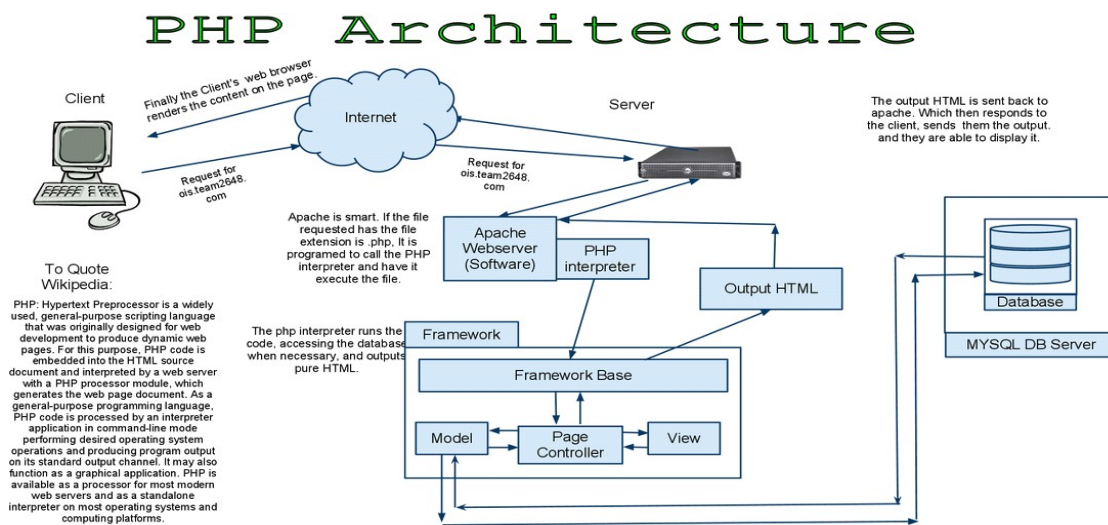 PHP Architecture
Client
Finally the Client's web browser
renders the content on the page.
Internet
Server
The output HTML is sent back to
apache. Which then responds to
the client, sends them the output.
and they are able to display it.
Request for
ois.team2648.
com
Request for
ois.team2648.
com
Apache is smart. If the file
requested has the file
extension is .php, It is
programed to call the PHP
interpreter and have it
execute the file.
Apache
Webserver
(Software)
PHP
interpreter
Output HTML
Database
MYSQL DB Server
To Quote
Wikipedia:
PHP: Hypertext Preprocessor is a widely
used, general-purpose scripting language
that was originally designed for web
development to produce dynamic web
pages. For this purpose, PHP code is
embedded into the HTML source
document and interpreted by a web server
with a PHP processor module, which
generates the web page document. As a
general-purpose programming language,
PHP code is processed by an interpreter
application in command-line mode
performing desired operating system
operations and producing program output
on its standard output channel. It may also
function as a graphical application. PHP is
available as a processor for most modern
web servers and as a standalone
interpreter on most operating systems and
computing platforms.
The php interpreter runs the
code, accessing the database
when necessary, and outputs
pure HTML.
Framework
Framework Base
Model
Page
Controller
View